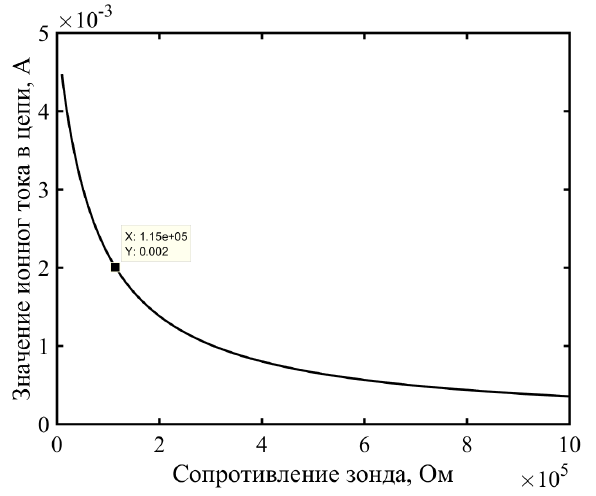 ×10⁻³
Значение ионног тока в цепи, А
5
4
3
2
1
0
X: 1.15e+05
Y: 0.002
0 2 4 6 8 10
Сопротивление зонда, Ом
×10⁵